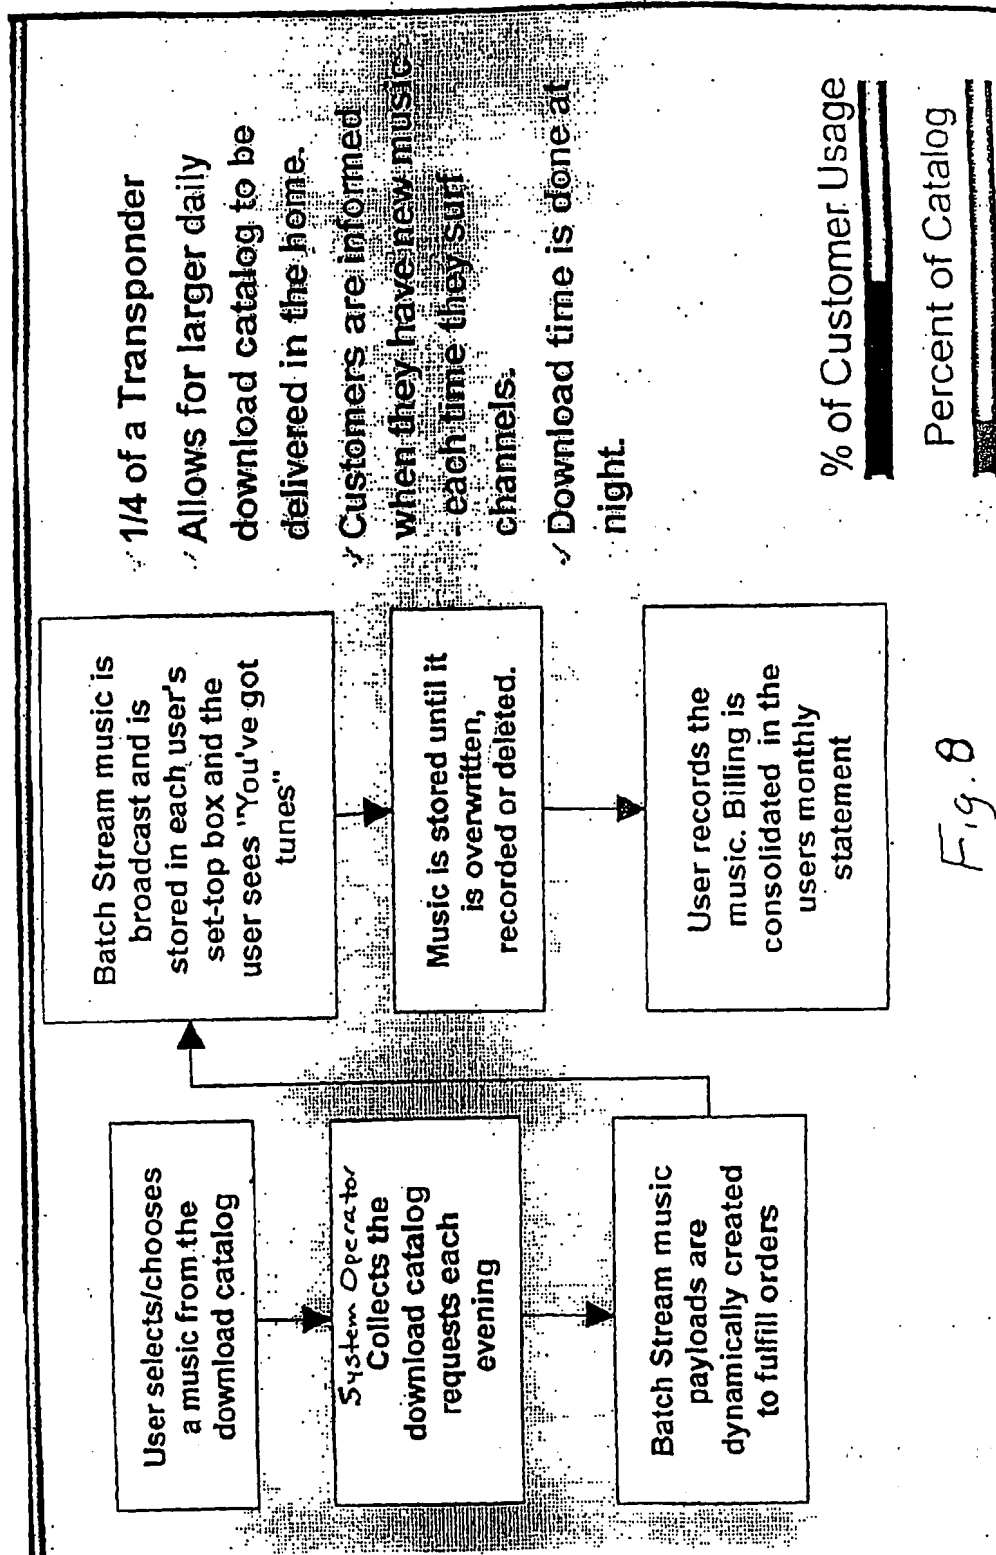 User selects/chooses
a music from the
download catalog
System Operator
Collects the
download catalog
requests each
evening
Batch Stream music
payloads are
dynamically created
to fulfill orders
Batch Stream music is
broadcast and is
stored in each user's
set-top box and the
user sees "You've got
tunes"
Music is stored until it
is overwritten,
recorded or deleted.
User records the
music. Billing is
consolidated in the
users monthly
statement
✓ 1/4 of a Transponder
✓ Allows for larger daily
download catalog to be
delivered in the home.
✓ Customers are informed
when they have new music
- each time they surf
channels.
✓ Download time is done at
night.
% of Customer Usage
Percent of Catalog
Fig. 8